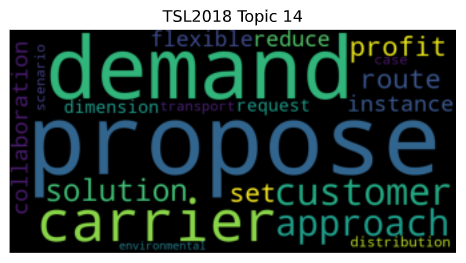 TSL2018 Topic 14
flexible reduce
profit
case
demand
route
scenario
collaboration
dimension transport request
instance
propose
solution
set customer
carrier approach
distribution
environmental